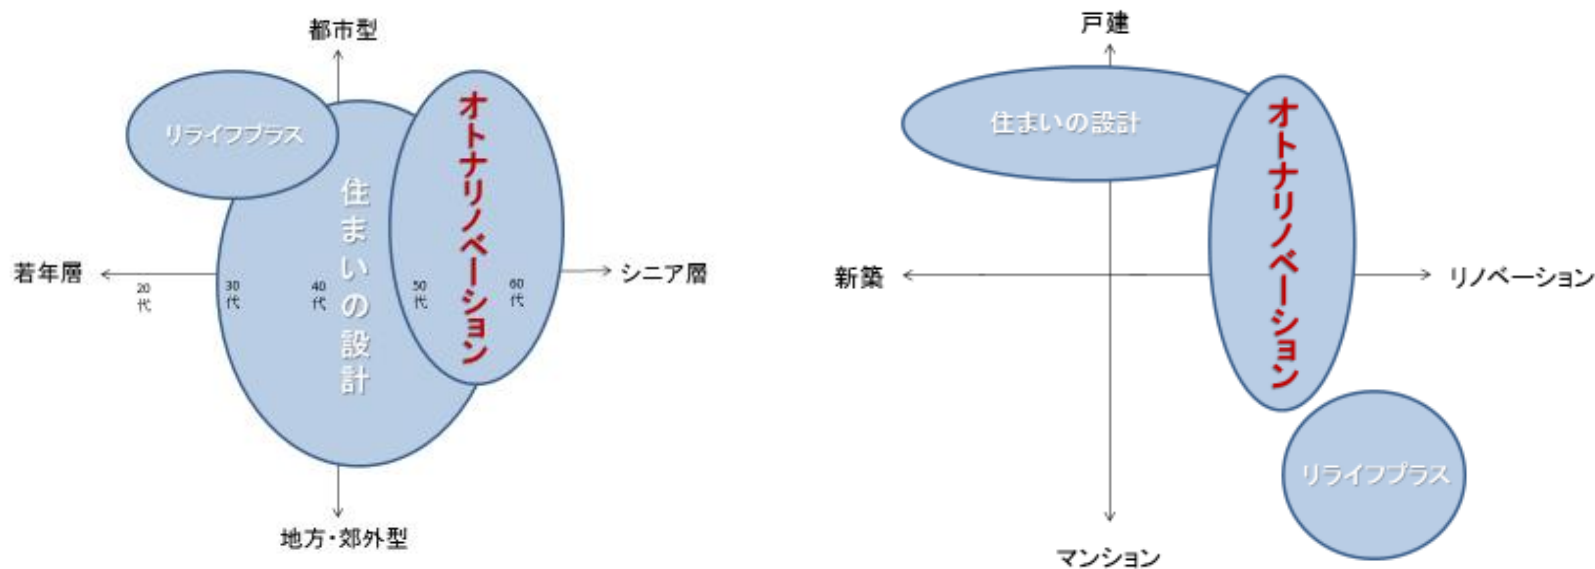 都市型
リライフプラス
オトナリノベーション
住まいの設計
若年層
20代
30代
40代
50代
60代
シニア層
地方・郊外型
戸建
住まいの設計
オトナリノベーション
新築
リノベーション
リライフプラス
マンション